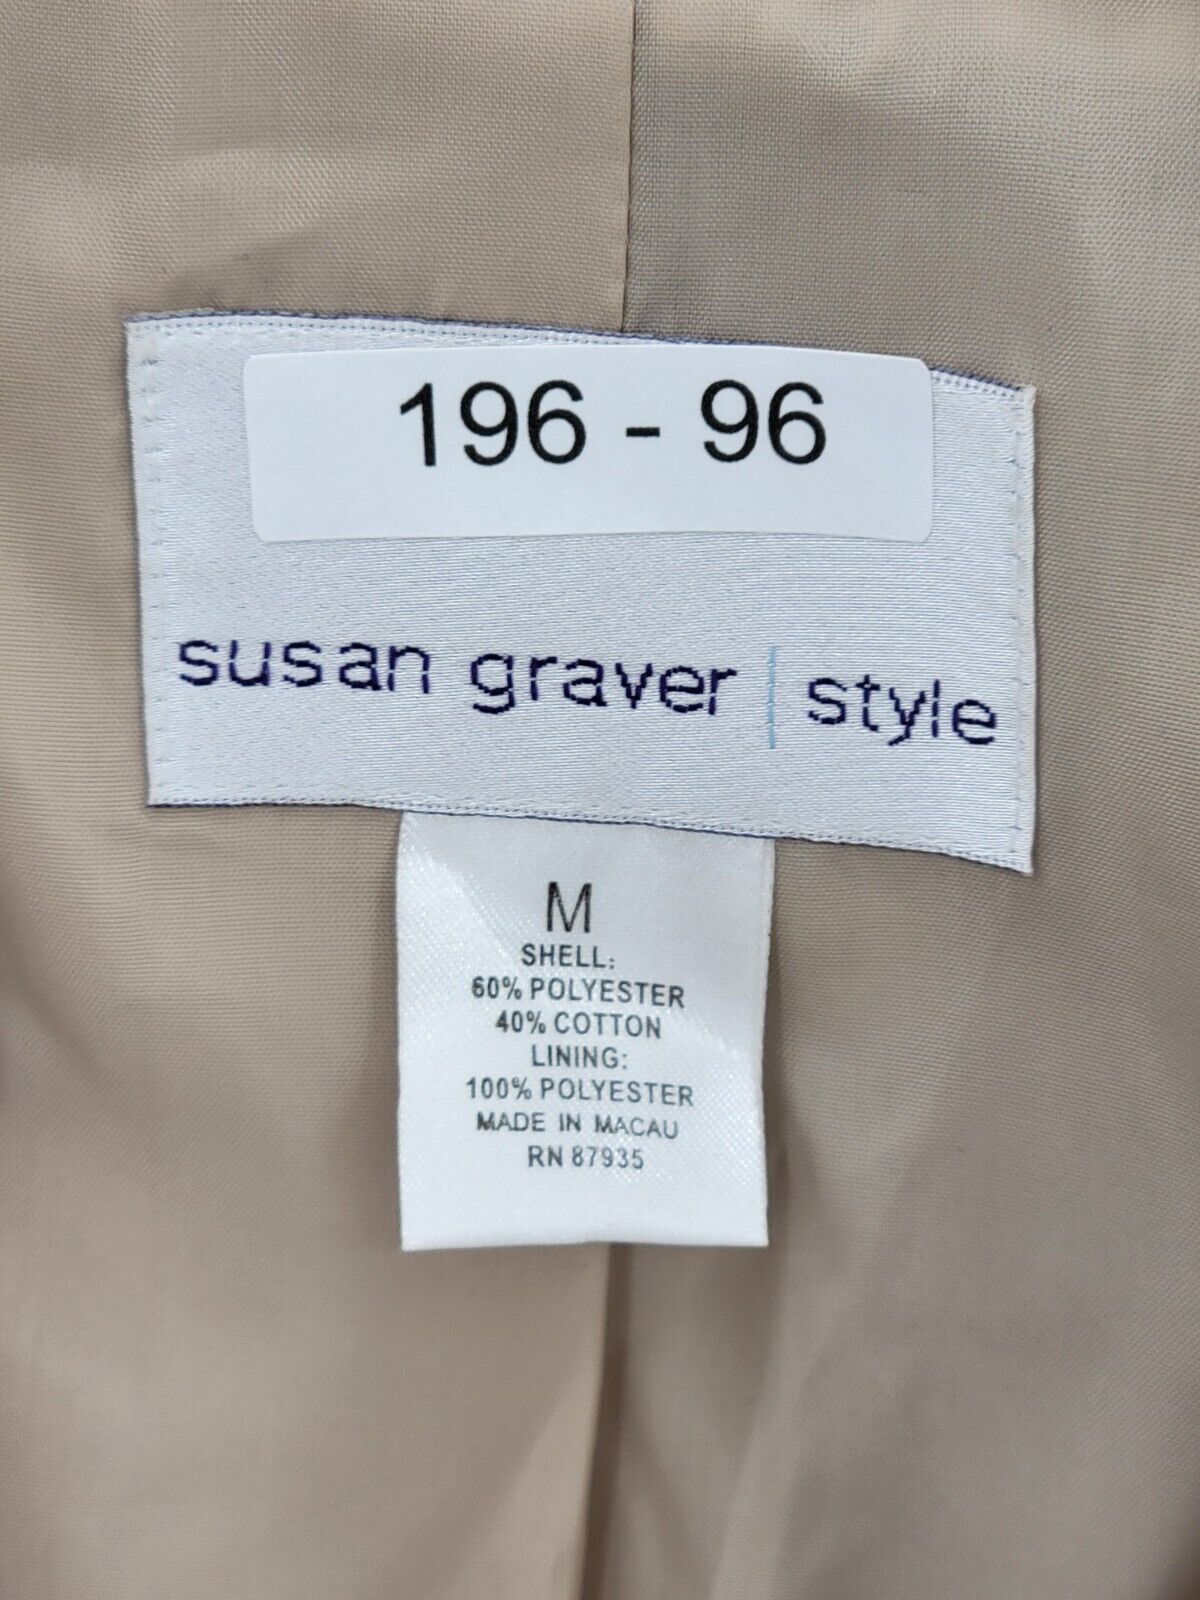 196 - 96
susan graver | style
M
SHELL:
60% POLYESTER
40% COTTON
LINING:
100% POLYESTER
MADE IN MACAU
RN 87935